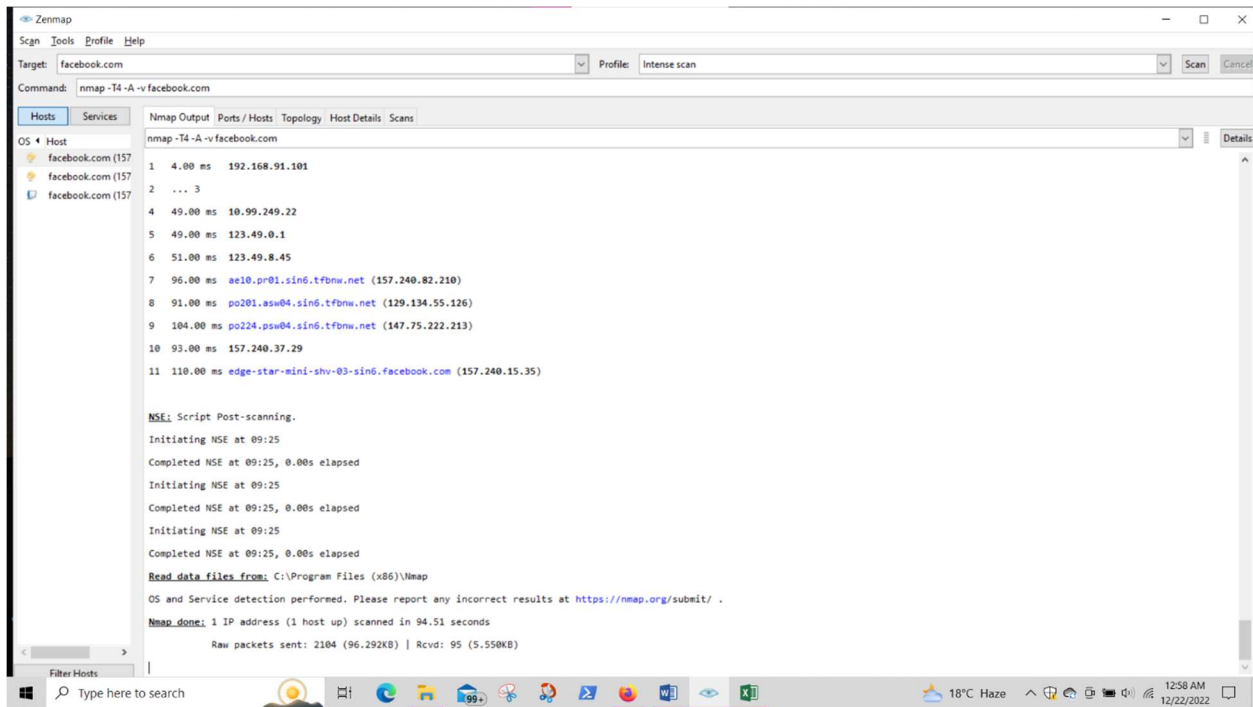 Zenmap
Scan Tools Profile Help
Target: facebook.com Profile: Intense scan Scan Cancel
Command: nmap -T4 -A -v facebook.com
Hosts Services Nmap Output Ports / Hosts Topology Host Details Scans
OS Host nmap -T4 -A -v facebook.com Details
facebook.com (157
facebook.com (157
facebook.com (157
1 4.00 ms 192.168.91.101
2 ... 3
4 49.00 ms 10.99.249.22
5 49.00 ms 123.49.0.1
6 51.00 ms 123.49.8.45
7 96.00 ms ae10.pr01.sin6.tfbnw.net (157.240.82.210)
8 91.00 ms po201.asw04.sin6.tfbnw.net (129.134.55.126)
9 104.00 ms po224.psw04.sin6.tfbnw.net (147.75.222.213)
10 93.00 ms 157.240.37.29
11 110.00 ms edge-star-mini-shv-03-sin6.facebook.com (157.240.15.35)
NSE: Script Post-scanning.
Initiating NSE at 09:25
Completed NSE at 09:25, 0.00s elapsed
Initiating NSE at 09:25
Completed NSE at 09:25, 0.00s elapsed
Initiating NSE at 09:25
Completed NSE at 09:25, 0.00s elapsed
Read data files from: C:\Program Files (x86)\Nmap
OS and Service detection performed. Please report any incorrect results at https://nmap.org/submit/ .
Nmap done: 1 IP address (1 host up) scanned in 94.51 seconds
Raw packets sent: 2104 (96.292KB) | Rcvd: 95 (5.550KB)
Filter Hosts
Type here to search 99+ 18°C Haze 12:58 AM
12/22/2022